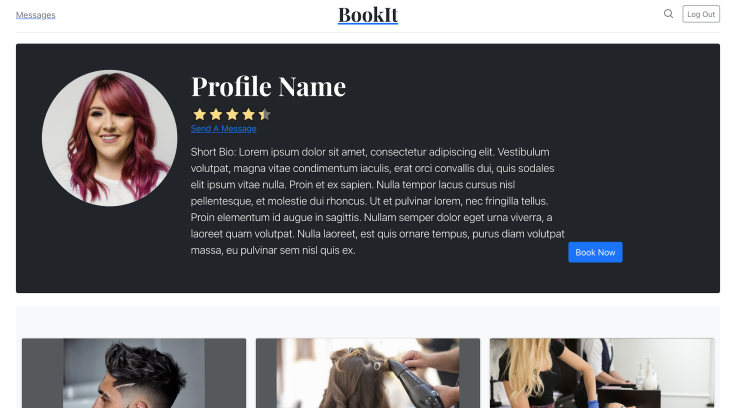 Messages
BookIt
Log Out
Profile Name
Send A Message
Short Bio: Lorem ipsum dolor sit amet, consectetur adipiscing elit. Vestibulum
volutpat, magna vitae condimentum iaculis, erat orci convallis dui, quis sodales
elit ipsum vitae nulla. Proin et ex sapien. Nulla tempor lacus cursus nisl
pellentesque, et molestie dui rhoncus. Ut et pulvinar lorem, nec fringilla tellus.
Proin elementum id augue in sagittis. Nullam semper dolor eget urna viverra, a
laoreet quam volutpat. Nulla laoreet, est quis ornare tempus, purus diam volutpat
massa, eu pulvinar sem nisl quis ex.
Book Now